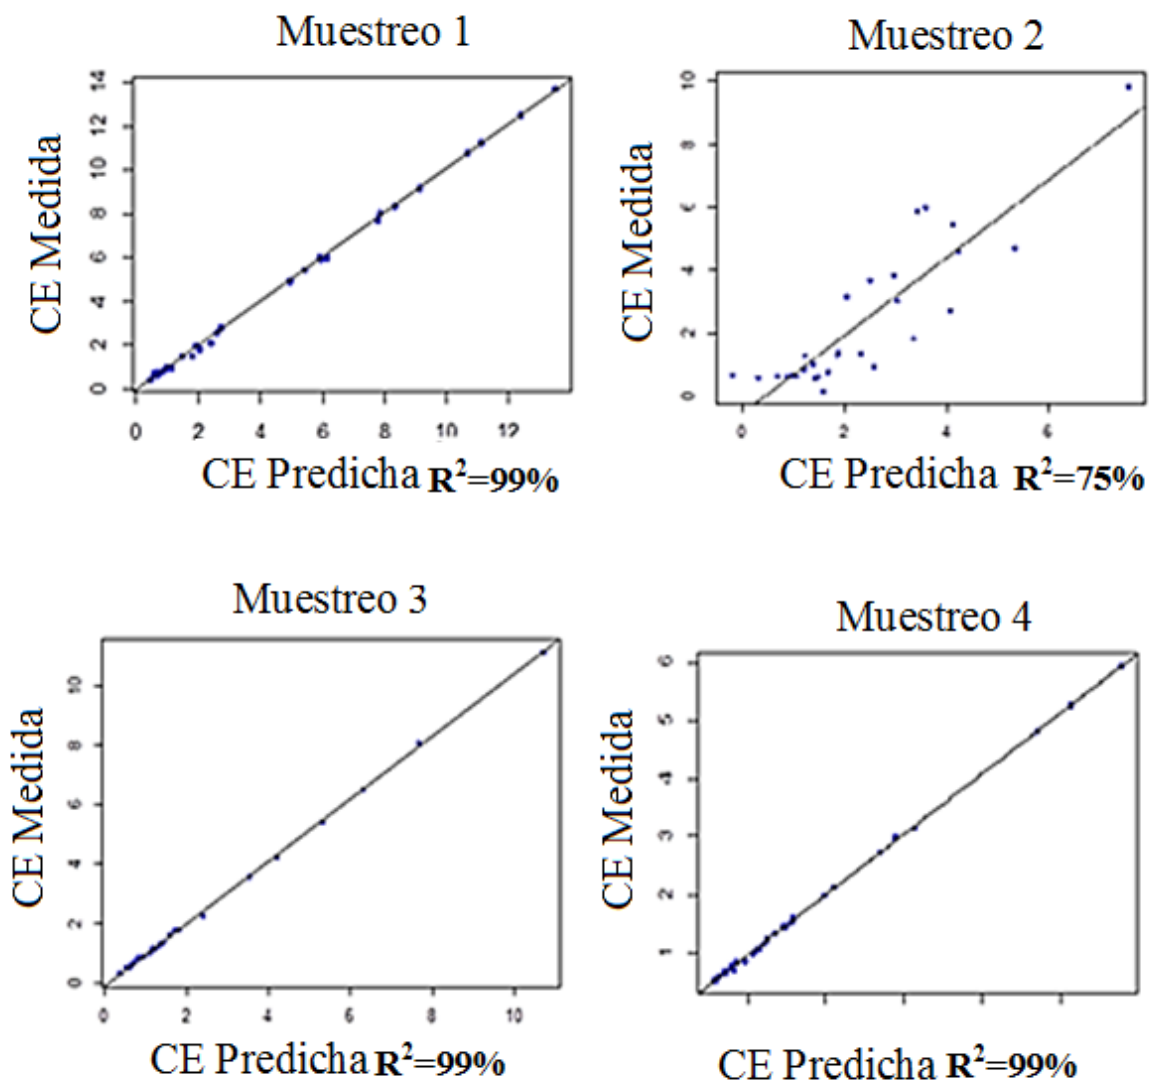 Muestreo 1
CE Medida
14
12
10
8
6
4
2
0
0 2 4 6 8 10 12
CE Predicha R²=99%
Muestreo 2
CE Medida
10
8
6
4
2
0
0 2 4 6
CE Predicha R²=75%
Muestreo 3
CE Medida
10
8
6
4
2
0
0 2 4 6 8 10
CE Predicha R²=99%
Muestreo 4
CE Medida
6
5
4
3
2
1
CE Predicha R²=99%